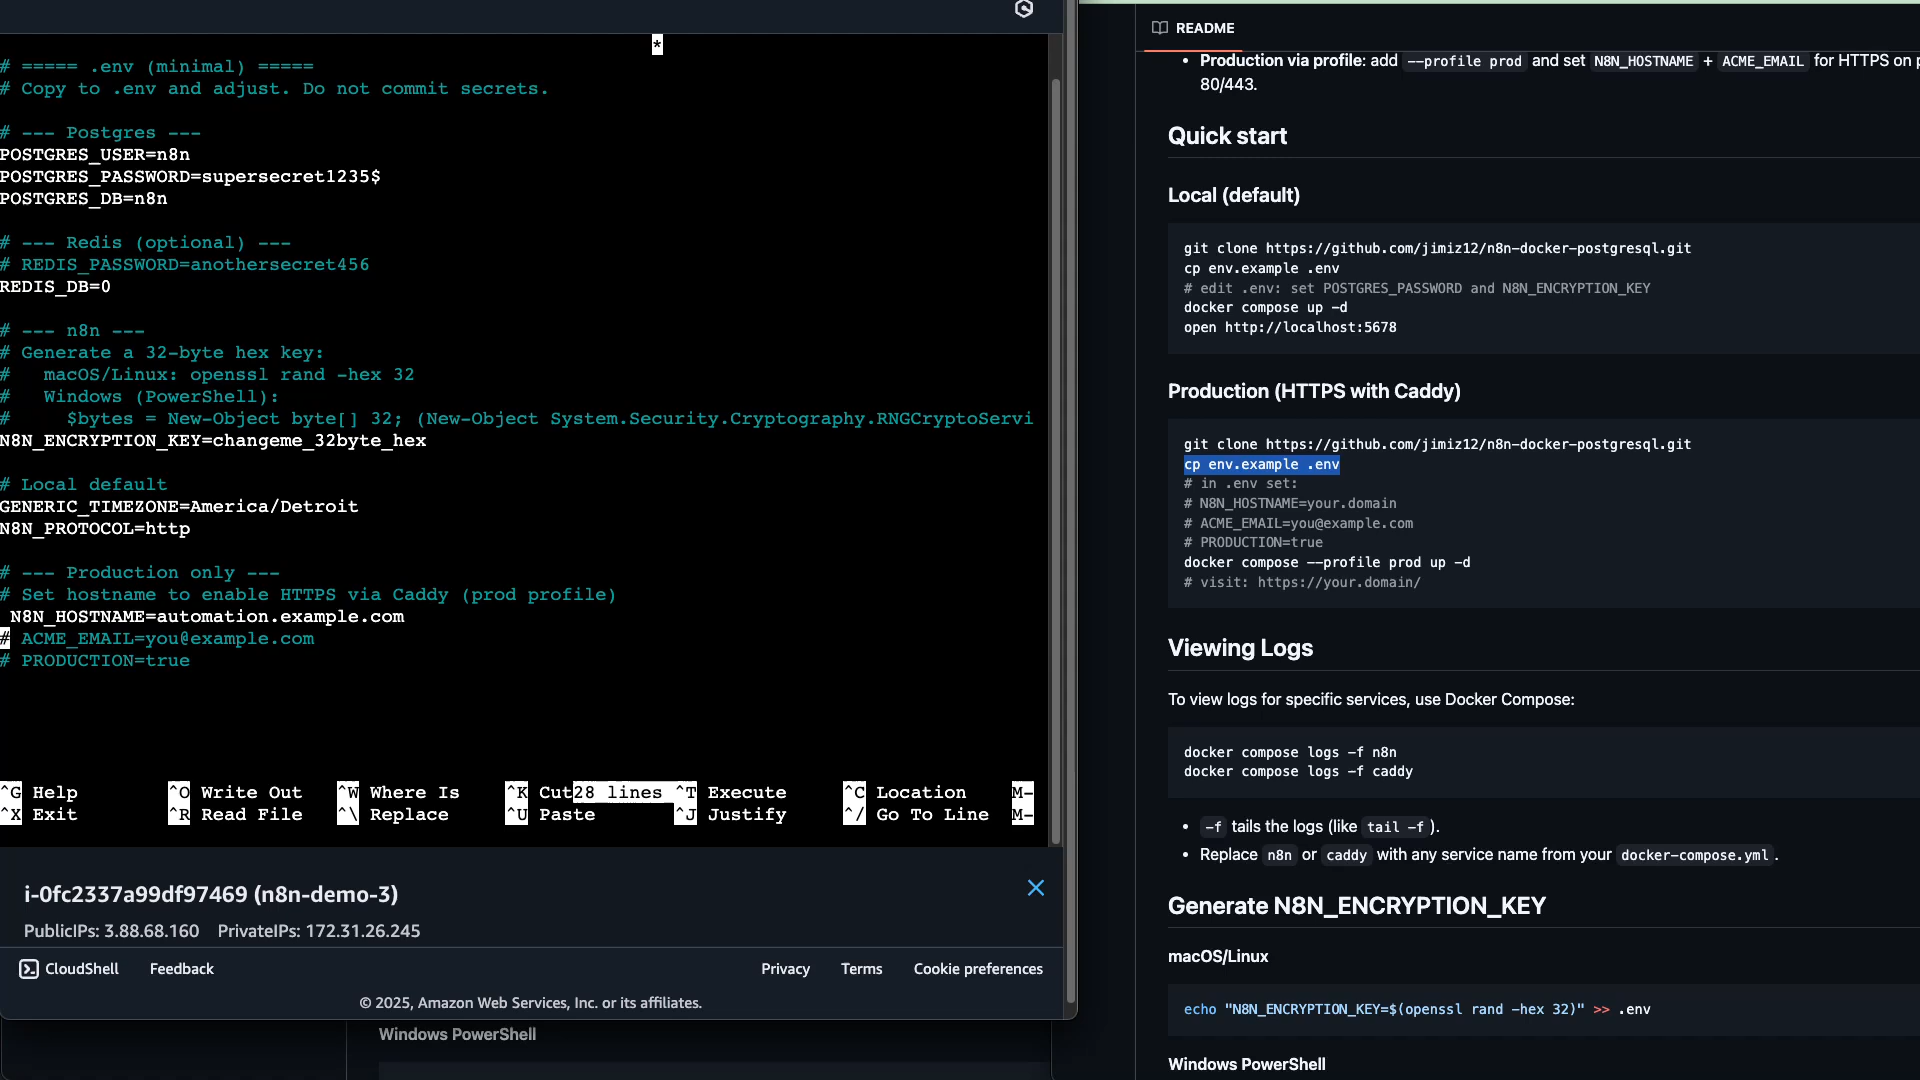 *
# ===== .env (minimal) =====
# Copy to .env and adjust. Do not commit secrets.
# --- Postgres ---
POSTGRES_USER=n8n
POSTGRES_PASSWORD=supersecret1235$
POSTGRES_DB=n8n
# --- Redis (optional) ---
# REDIS_PASSWORD=anothersecret456
REDIS_DB=0
# --- n8n ---
# Generate a 32-byte hex key:
#   macOS/Linux: openssl rand -hex 32
#   Windows (PowerShell):
#     $bytes = New-Object byte[] 32; (New-Object System.Security.Cryptography.RNGCryptoServi
N8N_ENCRYPTION_KEY=changeme_32byte_hex
# Local default
GENERIC_TIMEZONE=America/Detroit
N8N_PROTOCOL=http
# --- Production only ---
# Set hostname to enable HTTPS via Caddy (prod profile)
 N8N_HOSTNAME=automation.example.com
# ACME_EMAIL=you@example.com
# PRODUCTION=true
^G Help ^O Write Out ^W Where Is ^K Cut28 lines ^T Execute ^C Location M-
^X Exit ^R Read File ^\ Replace ^U Paste ^J Justify ^/ Go To Line M-
i-0fc2337a99df97469 (n8n-demo-3)
PublicIPs: 3.88.68.160 PrivateIPs: 172.31.26.245
CloudShell Feedback Privacy Terms Cookie preferences
© 2025, Amazon Web Services, Inc. or its affiliates.
Windows PowerShell
README
• Production via profile: add --profile prod and set N8N_HOSTNAME + ACME_EMAIL for HTTPS on
80/443.
Quick start
Local (default)
git clone https://github.com/jimiz12/n8n-docker-postgresql.git
cp env.example .env
# edit .env: set POSTGRES_PASSWORD and N8N_ENCRYPTION_KEY
docker compose up -d
open http://localhost:5678
Production (HTTPS with Caddy)
git clone https://github.com/jimiz12/n8n-docker-postgresql.git
cp env.example .env
# in .env set:
# N8N_HOSTNAME=your.domain
# ACME_EMAIL=you@example.com
# PRODUCTION=true
docker compose --profile prod up -d
# visit: https://your.domain/
Viewing Logs
To view logs for specific services, use Docker Compose:
docker compose logs -f n8n
docker compose logs -f caddy
• -f tails the logs (like tail -f ).
• Replace n8n or caddy with any service name from your docker-compose.yml .
Generate N8N_ENCRYPTION_KEY
macOS/Linux
echo "N8N_ENCRYPTION_KEY=$(openssl rand -hex 32)" >> .env
Windows PowerShell